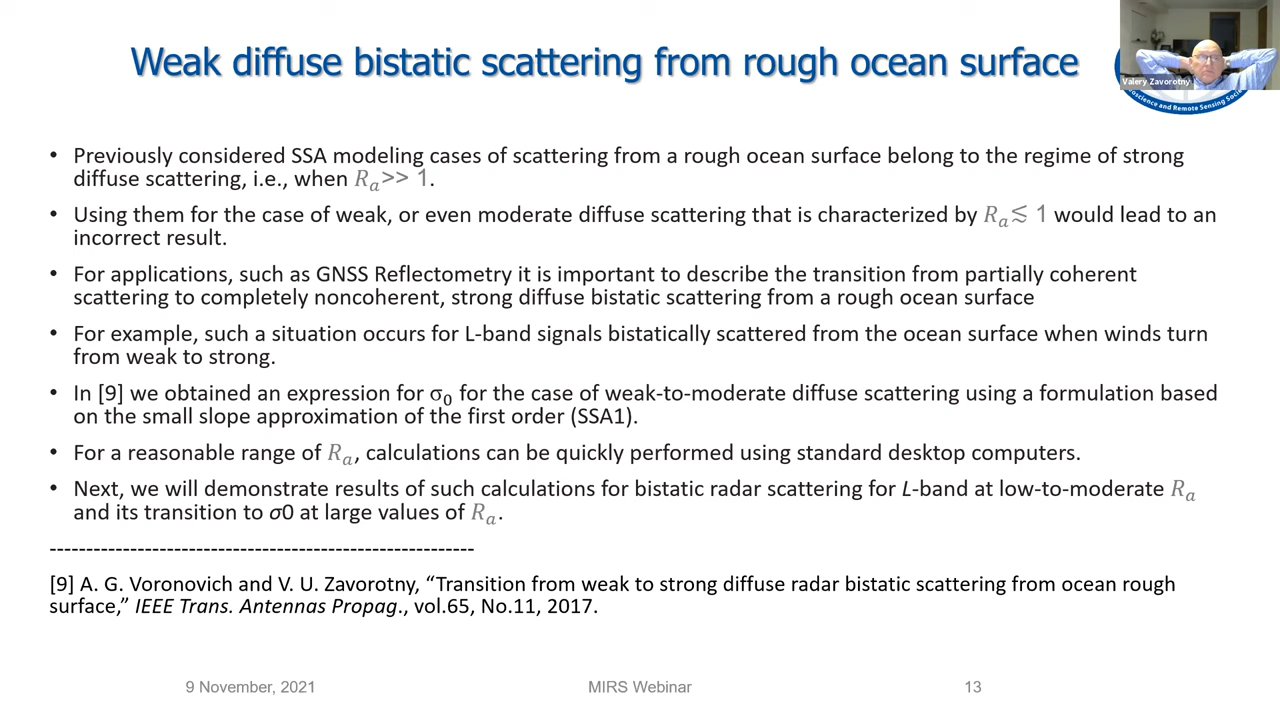 Weak diffuse bistatic scattering from rough ocean surface
Valery Zavorotny
oscience and Remote Sensing Socie
• Previously considered SSA modeling cases of scattering from a rough ocean surface belong to the regime of strong
diffuse scattering, i.e., when Rₐ>> 1.
• Using them for the case of weak, or even moderate diffuse scattering that is characterized by Rₐ≲ 1 would lead to an
incorrect result.
• For applications, such as GNSS Reflectometry it is important to describe the transition from partially coherent
scattering to completely noncoherent, strong diffuse bistatic scattering from a rough ocean surface
• For example, such a situation occurs for L-band signals bistatically scattered from the ocean surface when winds turn
from weak to strong.
• In [9] we obtained an expression for σ₀ for the case of weak-to-moderate diffuse scattering using a formulation based
on the small slope approximation of the first order (SSA1).
• For a reasonable range of Rₐ, calculations can be quickly performed using standard desktop computers.
• Next, we will demonstrate results of such calculations for bistatic radar scattering for L-band at low-to-moderate Rₐ
and its transition to σ0 at large values of Rₐ.
----------------------------------------------------------
[9] A. G. Voronovich and V. U. Zavorotny, “Transition from weak to strong diffuse radar bistatic scattering from ocean rough
surface,” IEEE Trans. Antennas Propag., vol.65, No.11, 2017.
9 November, 2021
MIRS Webinar
13